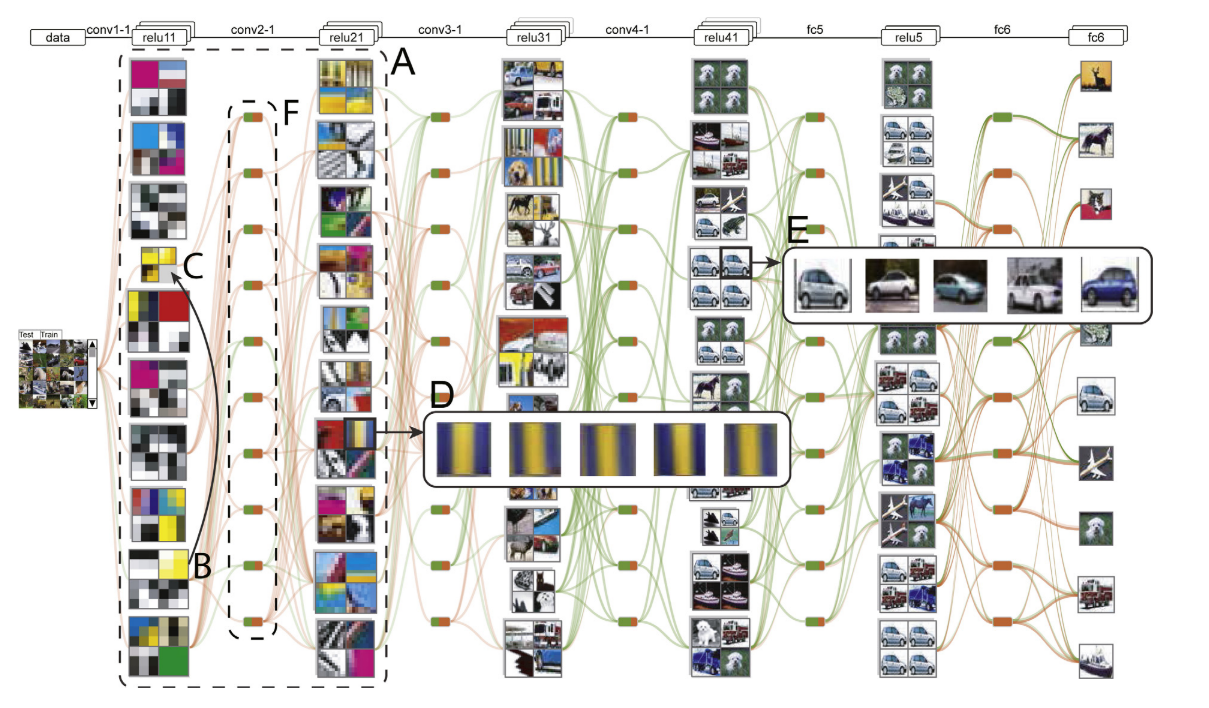 data conv1-1 relu11 conv2-1 relu21 conv3-1 relu31 conv4-1 relu41 fc5 relu5 fc6 fc6
A
F
E
C
Test Train
D
B